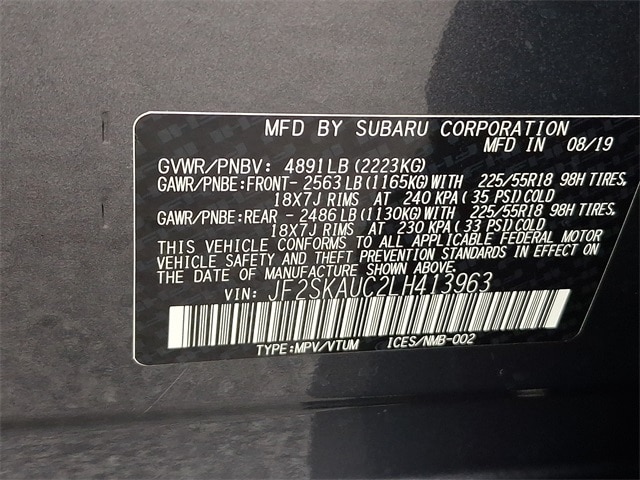 MFD BY SUBARU CORPORATION
MFD IN 08/19
GVWR/PNBV: 4891LB(2223KG)
GAWR/PNBE:FRONT- 2563LB(1165KG)WITH 225/55R18 98H TIRES,
18X7J RIMS AT 240 KPA(35 PSI)COLD
GAWR/PNBE:REAR - 2486LB(1130KG)WITH 225/55R18 98H TIRES,
18X7J RIMS AT 230 KPA(33 PSI)COLD
THIS VEHICLE CONFORMS TO ALL APPLICABLE FEDERAL MOTOR
VEHICLE SAFETY AND THEFT PREVENTION STANDARDS IN EFFECT ON
THE DATE OF MANUFACTURE SHOWN ABOVE.
VIN: JF2SKAUC2LH413963
TYPE:MPV/VTUM ICES/NMB-002